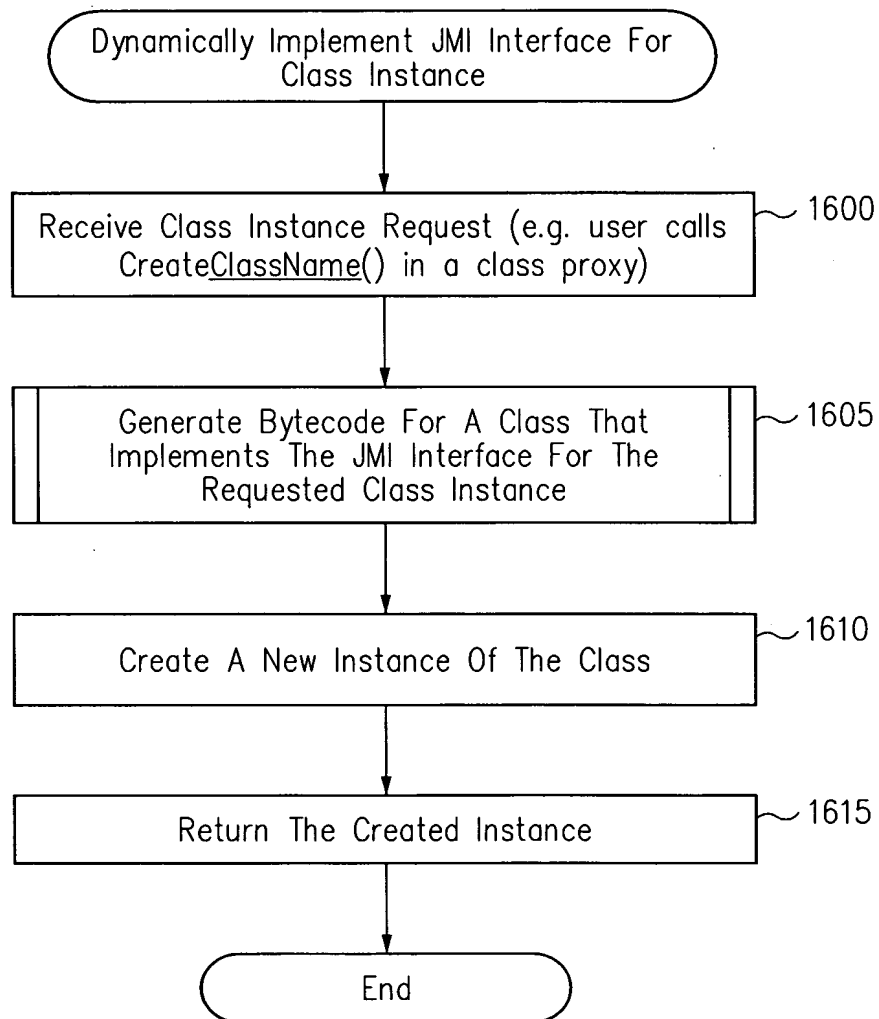 Dynamically Implement JMI Interface For
Class Instance
Receive Class Instance Request (e.g. user calls
CreateClassName() in a class proxy)
1600
Generate Bytecode For A Class That
Implements The JMI Interface For The
Requested Class Instance
1605
Create A New Instance Of The Class
1610
Return The Created Instance
1615
End